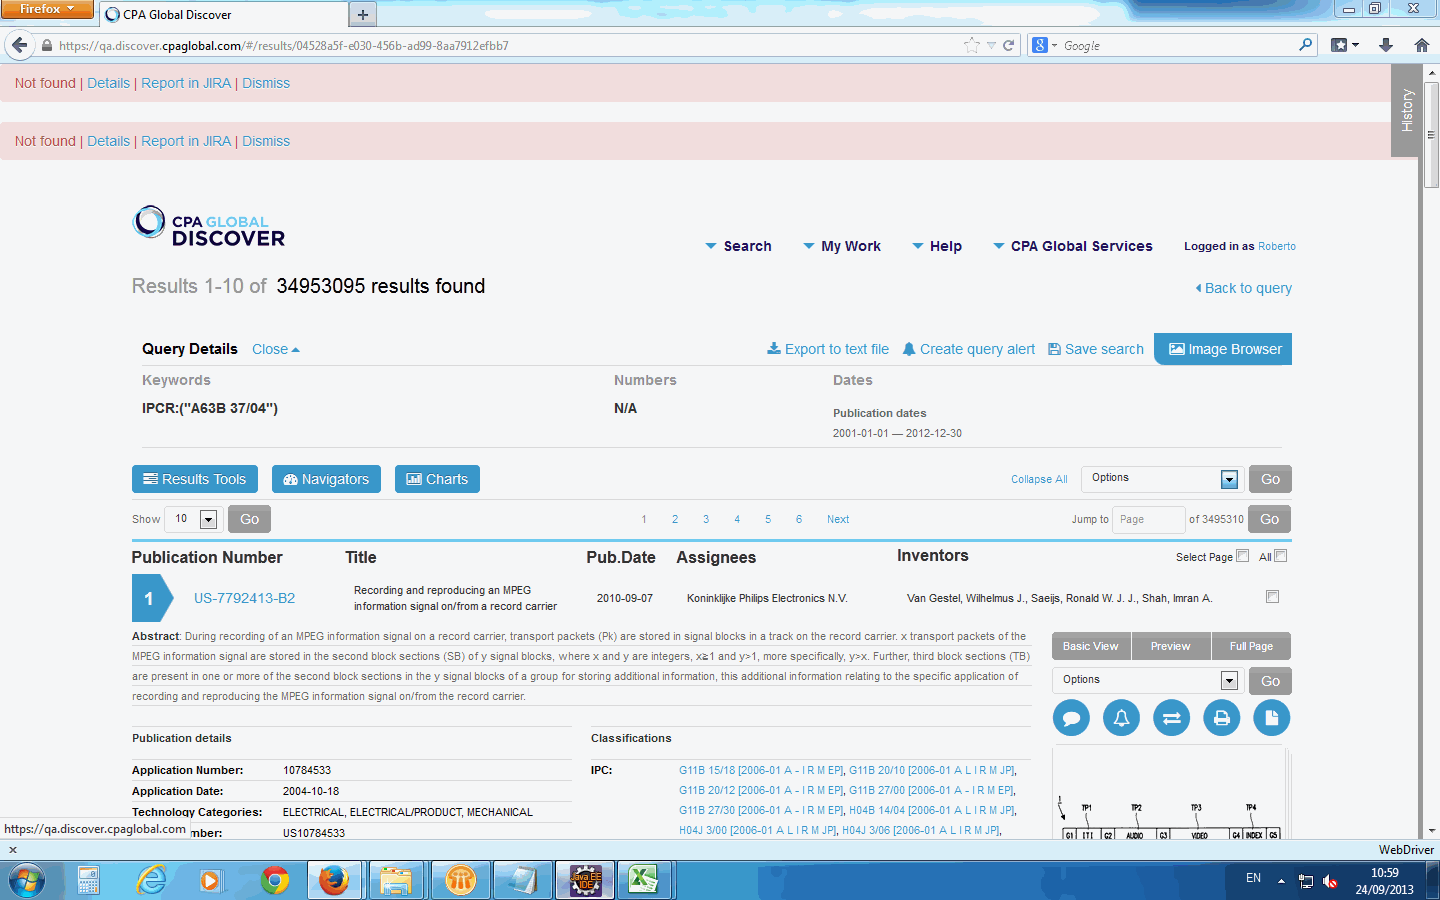 Firefox
CPA Global Discover
https://qa.discover.cpaglobal.com/#/results/04528a5f-e030-456b-ad99-8aa7912efbb7
Google
Not found | Details | Report in JIRA | Dismiss
History
Not found | Details | Report in JIRA | Dismiss
CPA GLOBAL
DISCOVER
Search My Work Help CPA Global Services Logged in as Roberto
Results 1-10 of 34953095 results found
Back to query
Query Details Close Export to text file Create query alert Save search Image Browser
Keywords Numbers Dates
IPCR:("A63B 37/04") N/A
Publication dates
2001-01-01 — 2012-12-30
Results Tools Navigators Charts Collapse All Options Go
Show 10 Go 1 2 3 4 5 6 Next Jump to Page of 3495310 Go
Publication Number Title Pub.Date Assignees Inventors Select Page All
1 US-7792413-B2 Recording and reproducing an MPEG
information signal on/from a record carrier 2010-09-07 Koninklijke Philips Electronics N.V. Van Gestel, Wilhelmus J., Saeijs, Ronald W. J. J., Shah, Imran A.
Abstract: During recording of an MPEG information signal on a record carrier, transport packets (Pk) are stored in signal blocks in a track on the record carrier. x transport packets of the
MPEG information signal are stored in the second block sections (SB) of y signal blocks, where x and y are integers, x≧1 and y>1, more specifically, y>x. Further, third block sections (TB)
are present in one or more of the second block sections in the y signal blocks of a group for storing additional information, this additional information relating to the specific application of
recording and reproducing the MPEG information signal on/from the record carrier.
Basic View Preview Full Page
Options Go
Publication details
Application Number: 10784533
Application Date: 2004-10-18
Technology Categories: ELECTRICAL, ELECTRICAL/PRODUCT, MECHANICAL
mber: US10784533
Classifications
IPC: G11B 15/18 [2006-01 A - I R M EP], G11B 20/10 [2006-01 A L I R M JP],
G11B 20/12 [2006-01 A - I R M EP], G11B 27/00 [2006-01 A - I R M EP],
G11B 27/30 [2006-01 A - I R M EP], H04B 14/04 [2006-01 A L I R M JP],
H04J 3/00 [2006-01 A L I R M JP], H04J 3/06 [2006-01 A L I R M JP],
1 TP1 TP2 TP3 TP4
G1 ITI G2 AUDIO G3 VIDEO G4 INDEX G5
https://qa.discover.cpaglobal.com
WebDriver
Java EE
IDE
EN
10:59
24/09/2013